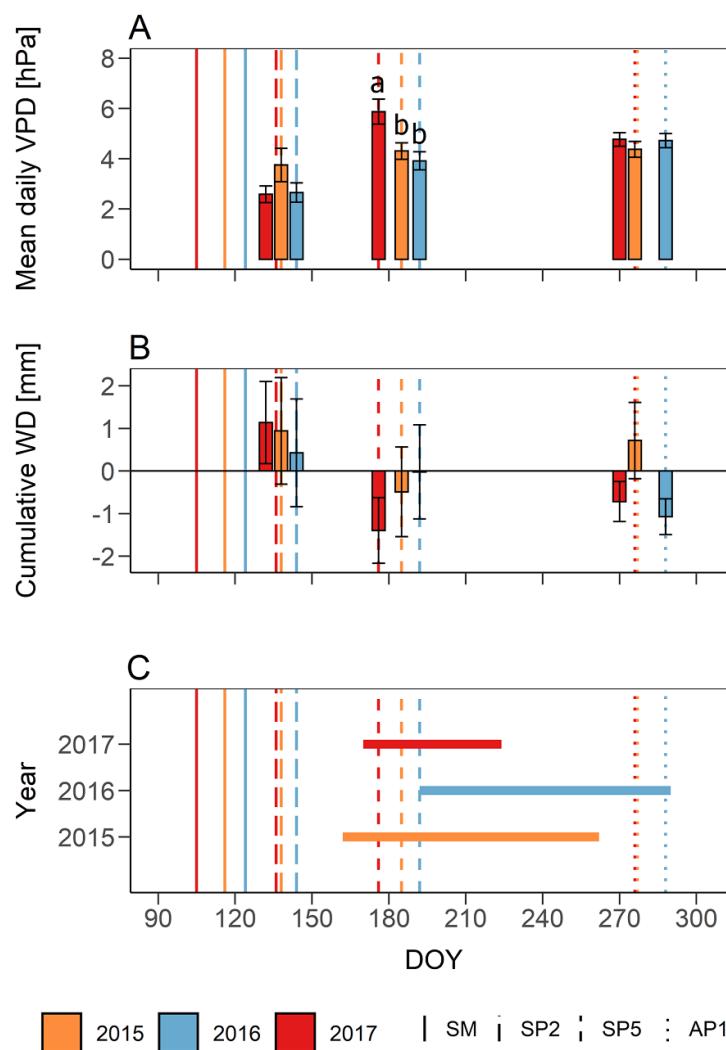 A
Mean daily VPD [hPa]
8
6
4
2
0
a
b
b
B
Cumulative WD [mm]
2
1
0
-1
-2
C
Year
2017
2016
2015
90 120 150 180 210 240 270 300
DOY
2015 2016 2017 SM SP2 SP5 AP1